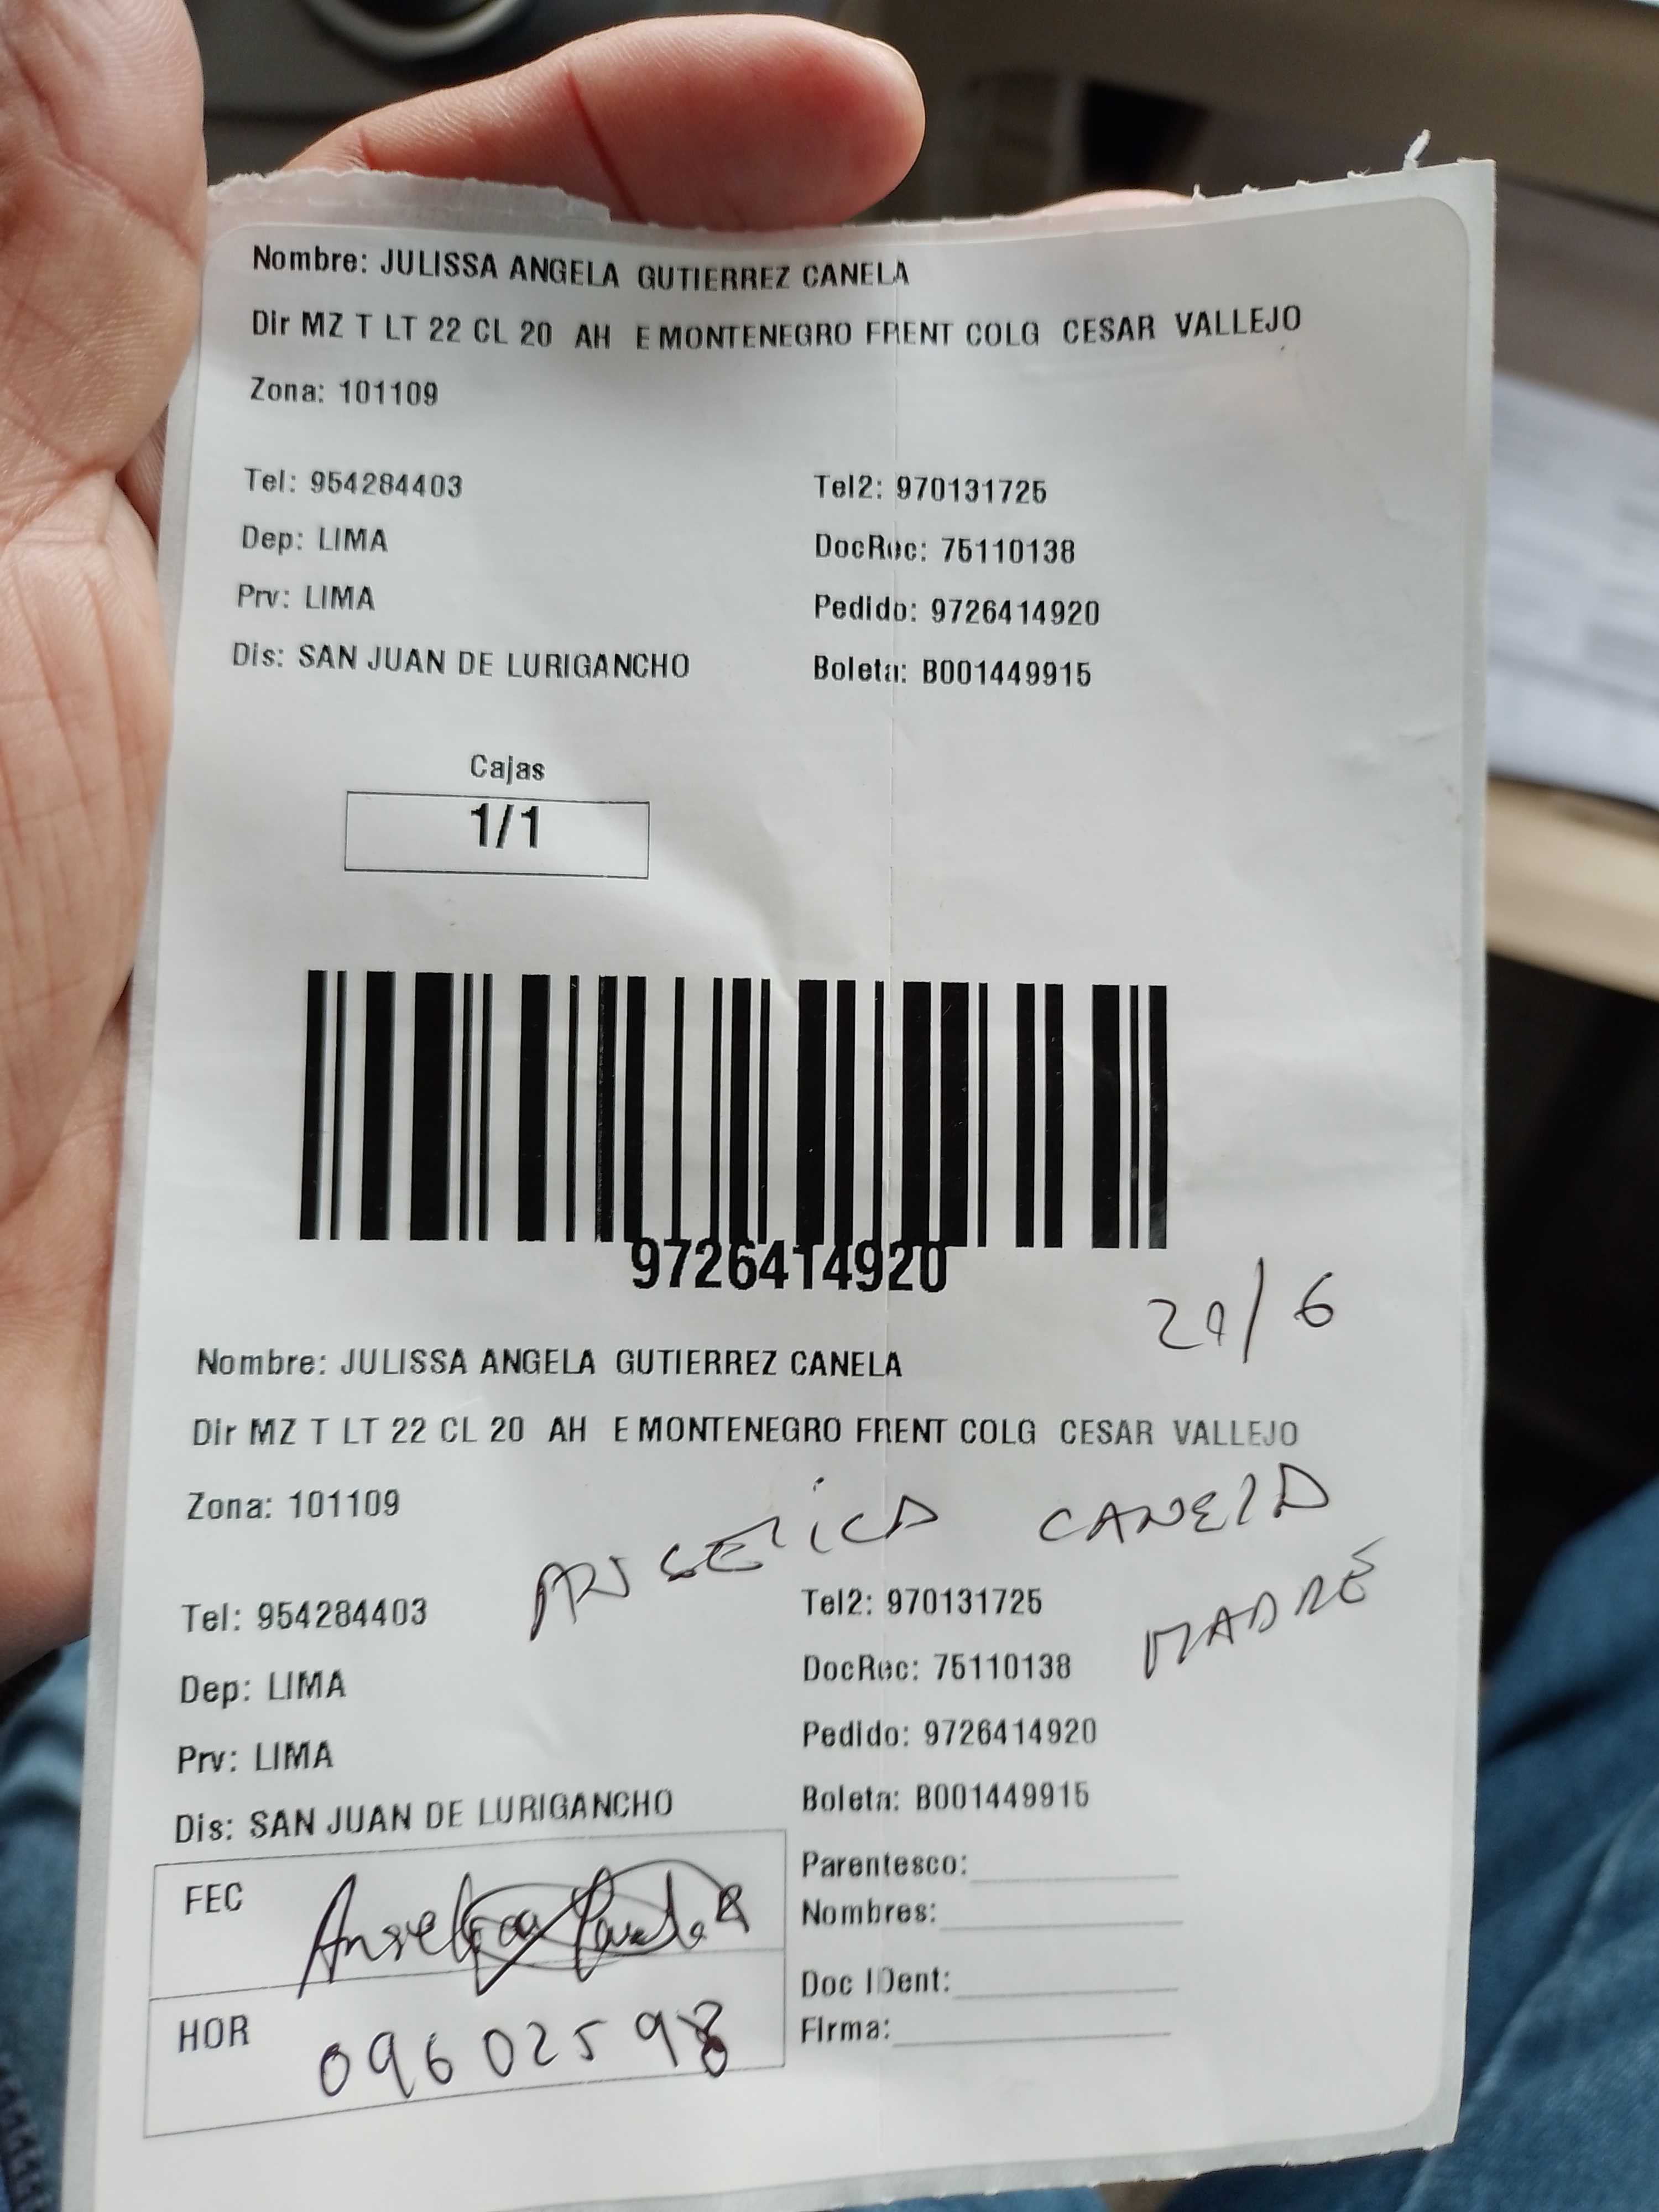 Nombre: JULISSA ANGELA GUTIERREZ CANELA
Dir MZ T LT 22 CL 20 AH E MONTENEGRO FRENT COLG CESAR VALLEJO
Zona: 101109
Tel: 954284403 Tel2: 970131725
Dep: LIMA DocRec: 75110138
Prv: LIMA Pedido: 9726414920
Dis: SAN JUAN DE LURIGANCHO Boleta: B001449915
Cajas
1/1
9726414920
/6
Nombre: JULISSA ANGELA GUTIERREZ CANELA
Dir MZ T LT 22 CL 20 AH E MONTENEGRO FRENT COLG CESAR VALLEJO
Zona: 101109
ANGELICA CANELA
MADRE
Tel: 954284403 Tel2: 970131725
Dep: LIMA DocRec: 75110138
Prv: LIMA Pedido: 9726414920
Dis: SAN JUAN DE LURIGANCHO Boleta: B001449915
FEC
HOR 09602598
Parentesco:
Nombres:
Doc IDent:
Firma: